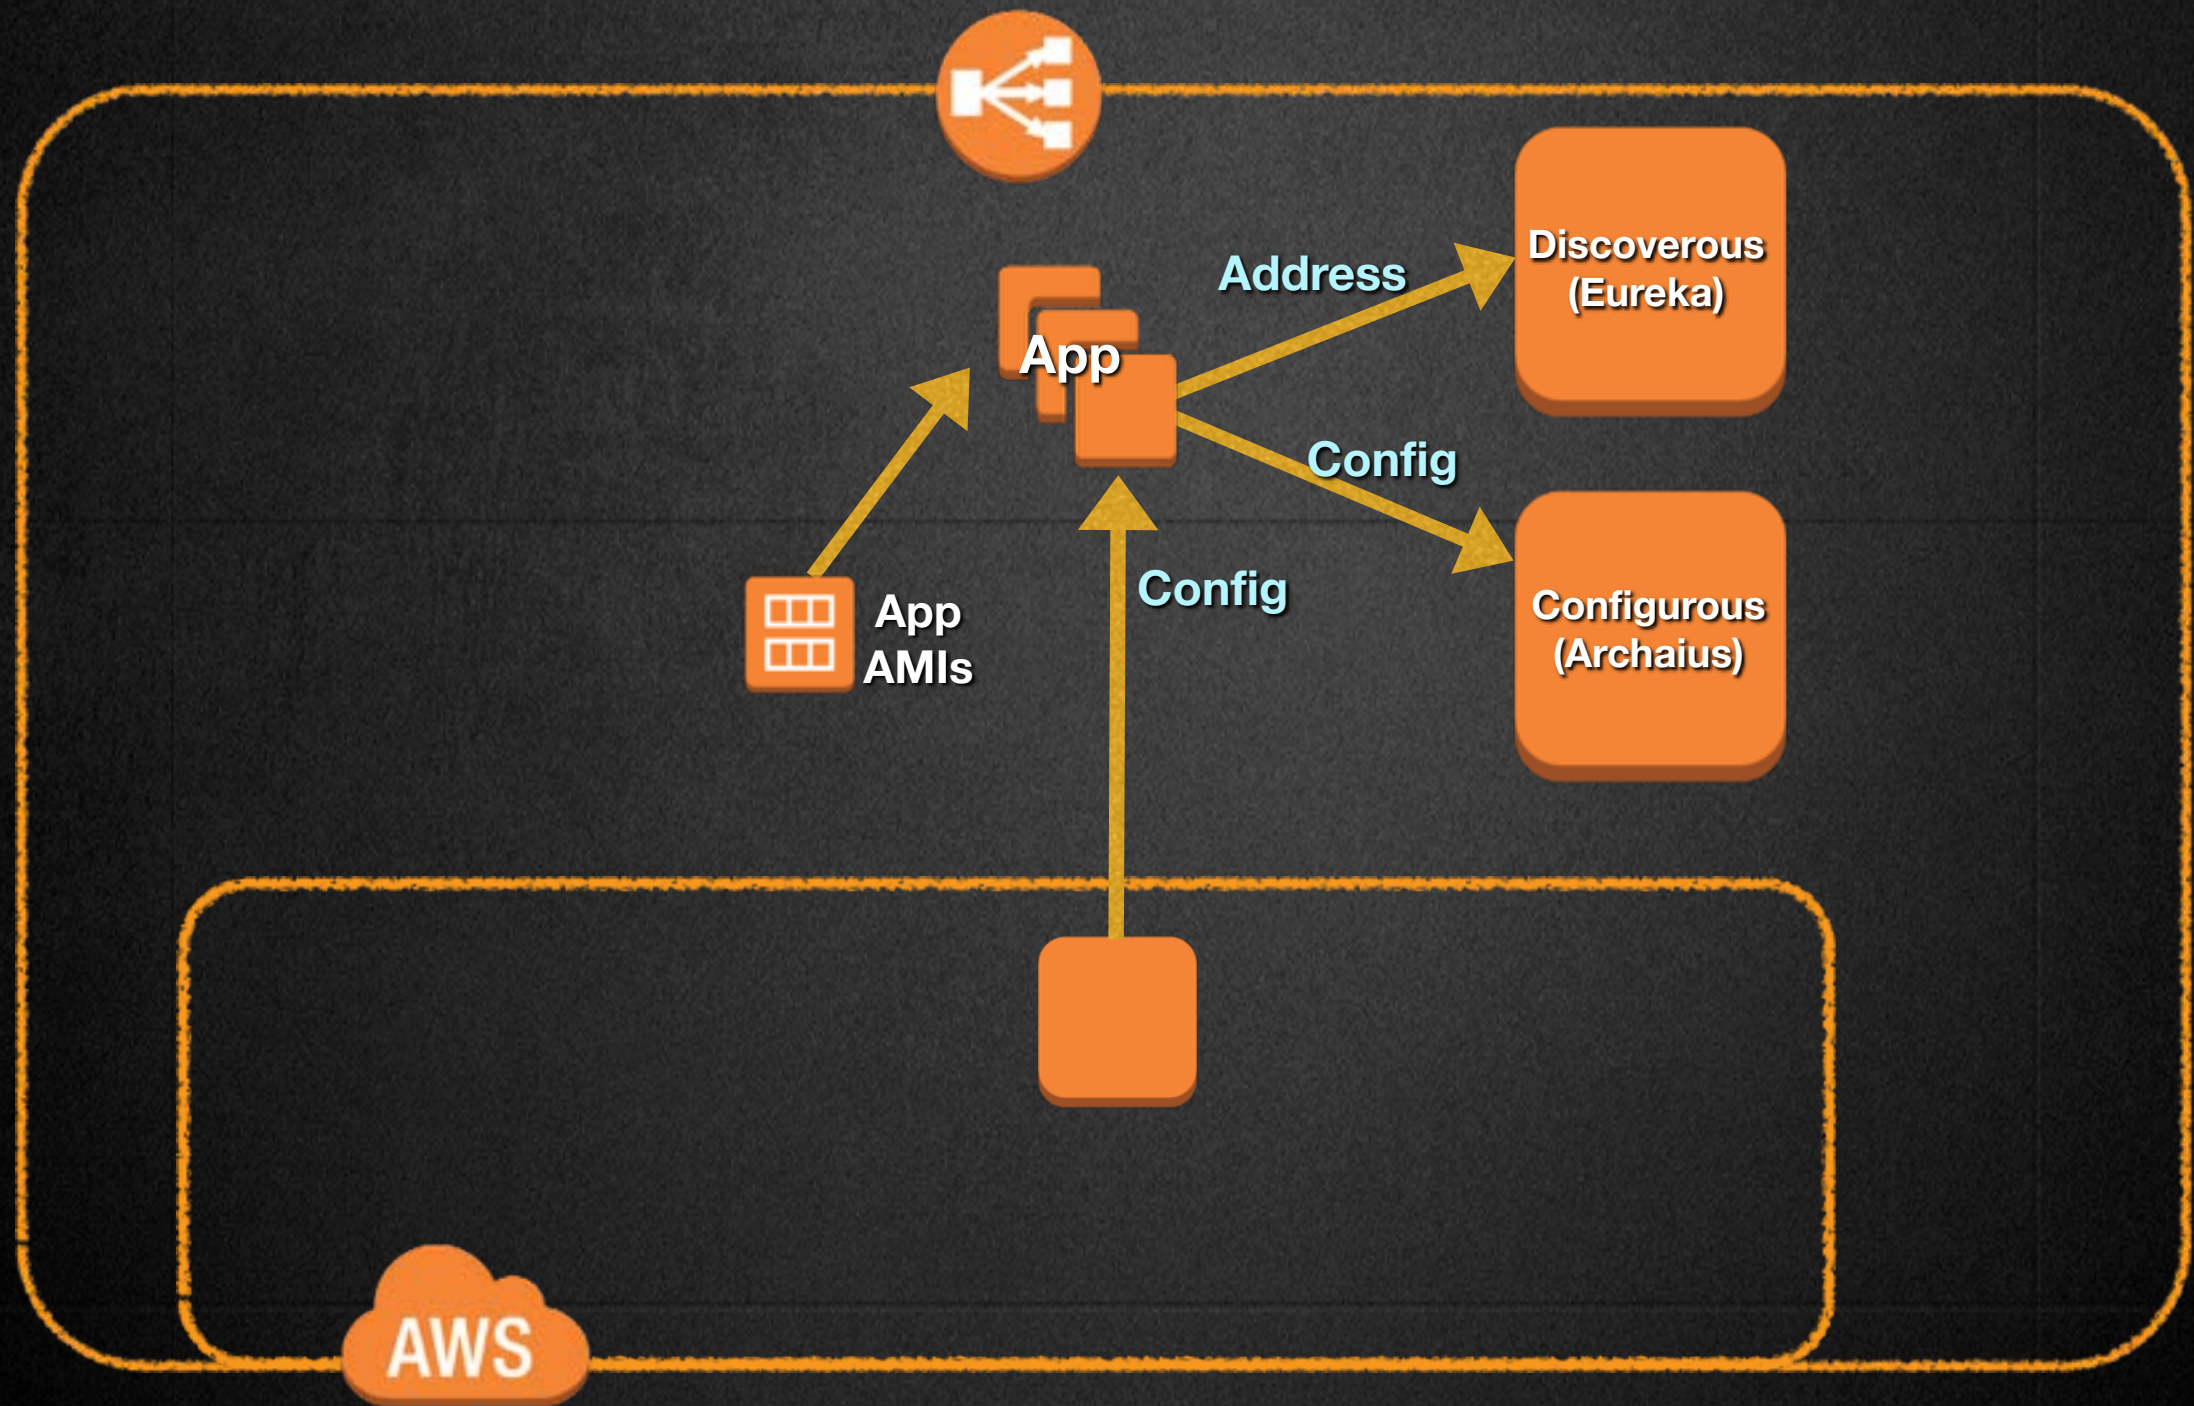 Address
Discoverous
(Eureka)
App
Config
Config
App
AMIs
Configurous
(Archaius)
AWS